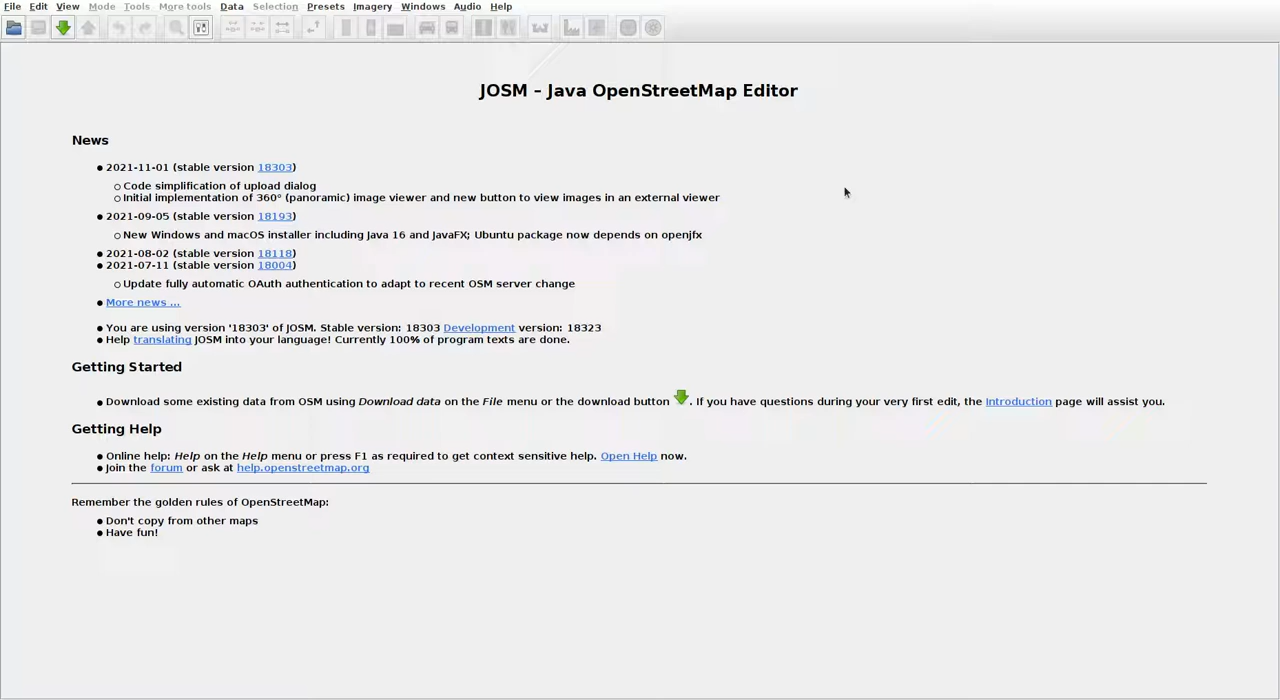 File Edit View Mode Tools More tools Data Selection Presets Imagery Windows Audio Help
JOSM – Java OpenStreetMap Editor
News
2021-11-01 (stable version 18303)
Code simplification of upload dialog
Initial implementation of 360° (panoramic) image viewer and new button to view images in an external viewer
2021-09-05 (stable version 18193)
New Windows and macOS installer including Java 16 and JavaFX; Ubuntu package now depends on openjfx
2021-08-02 (stable version 18118)
2021-07-11 (stable version 18004)
Update fully automatic OAuth authentication to adapt to recent OSM server change
More news ...
You are using version '18303' of JOSM. Stable version: 18303 Development version: 18323
Help translating JOSM into your language! Currently 100% of program texts are done.
Getting Started
Download some existing data from OSM using Download data on the File menu or the download button . If you have questions during your very first edit, the Introduction page will assist you.
Getting Help
Online help: Help on the Help menu or press F1 as required to get context sensitive help. Open Help now.
Join the forum or ask at help.openstreetmap.org
Remember the golden rules of OpenStreetMap:
Don't copy from other maps
Have fun!